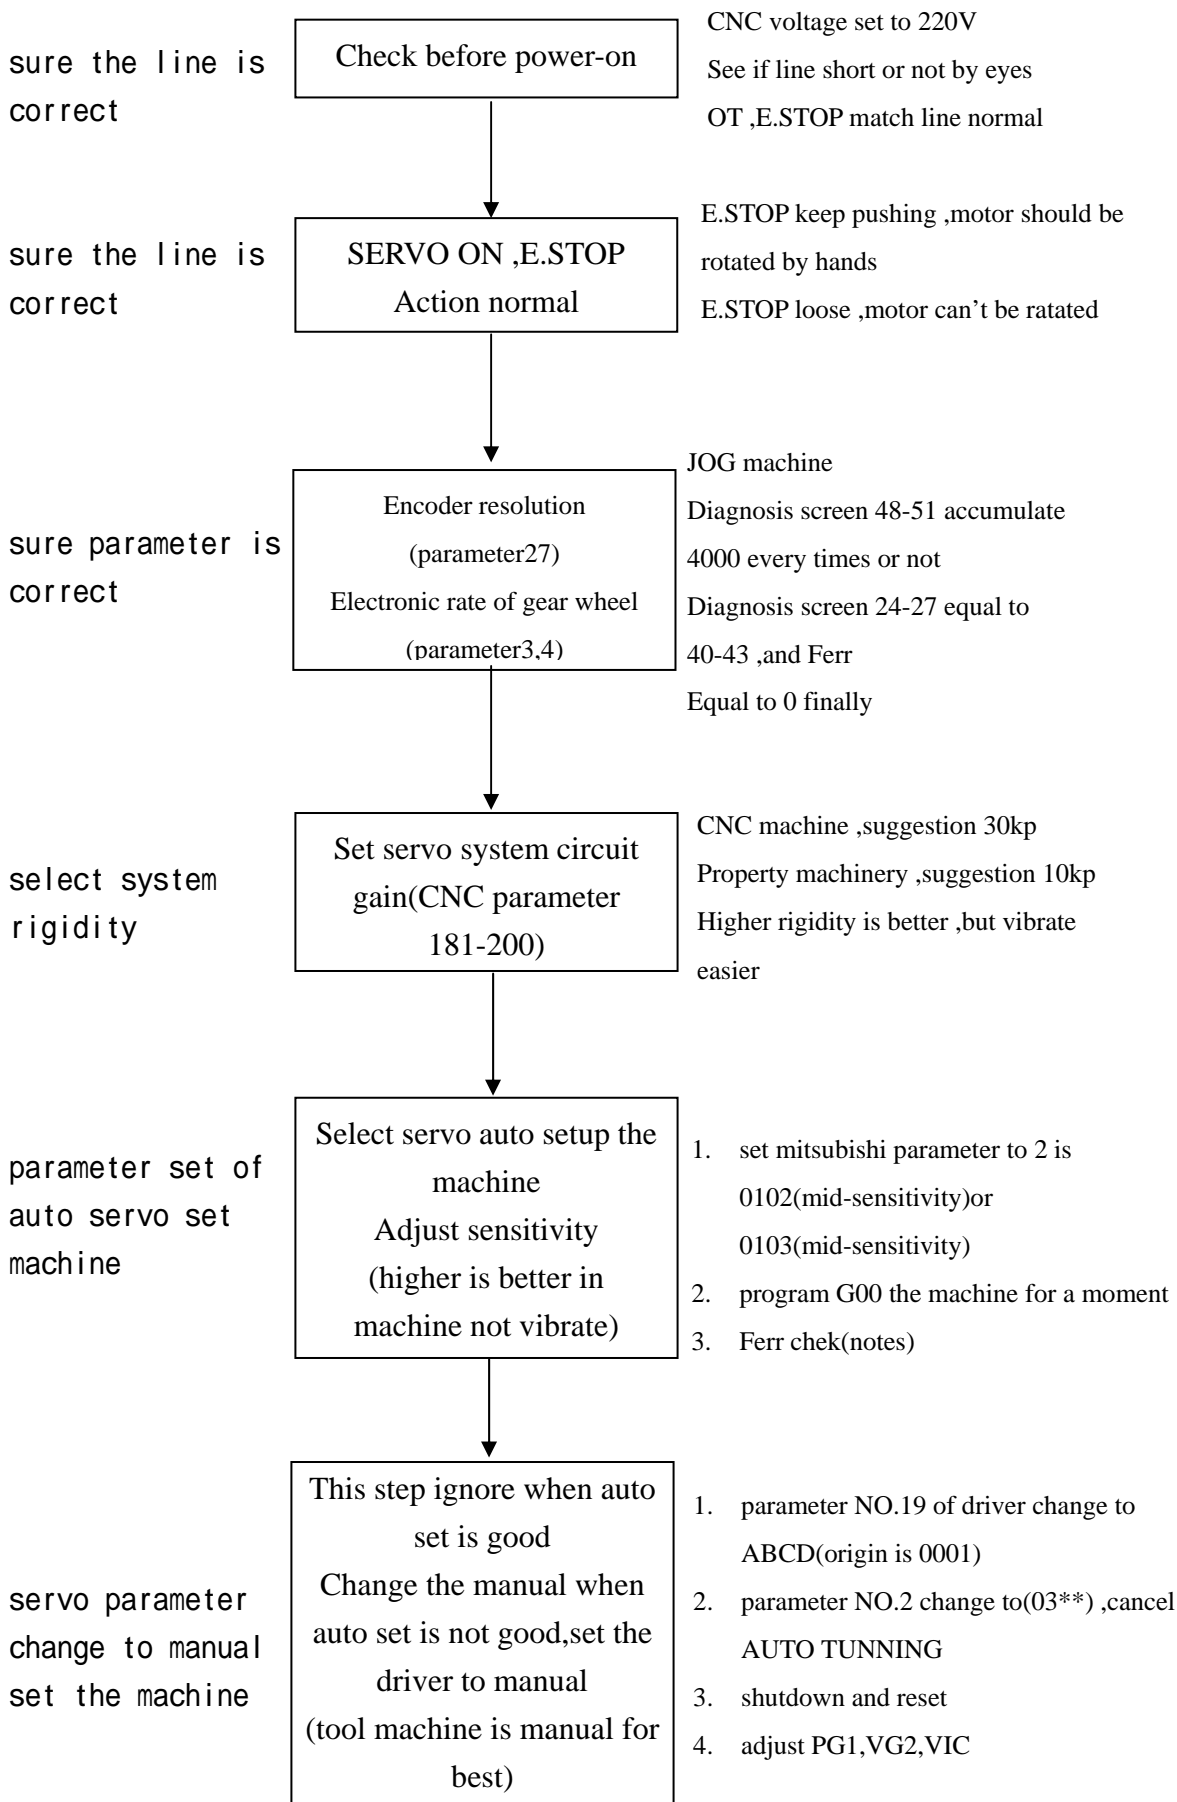 sure the line is
correct
Check before power-on
CNC voltage set to 220V
See if line short or not by eyes
OT ,E.STOP match line normal
sure the line is
correct
SERVO ON ,E.STOP
Action normal
E.STOP keep pushing ,motor should be
rotated by hands
E.STOP loose ,motor can't be ratated
sure parameter is
correct
Encoder resolution
(parameter27)
Electronic rate of gear wheel
(parameter3,4)
JOG machine
Diagnosis screen 48-51 accumulate
4000 every times or not
Diagnosis screen 24-27 equal to
40-43 ,and Ferr
Equal to 0 finally
select system
rigidity
Set servo system circuit
gain(CNC parameter
181-200)
CNC machine ,suggestion 30kp
Property machinery ,suggestion 10kp
Higher rigidity is better ,but vibrate
easier
parameter set of
auto servo set
machine
Select servo auto setup the
machine
Adjust sensitivity
(higher is better in
machine not vibrate)
1. set mitsubishi parameter to 2 is
0102(mid-sensitivity)or
0103(mid-sensitivity)
2. program G00 the machine for a moment
3. Ferr chek(notes)
servo parameter
change to manual
set the machine
This step ignore when auto
set is good
Change the manual when
auto set is not good,set the
driver to manual
(tool machine is manual for
best)
1. parameter NO.19 of driver change to
ABCD(origin is 0001)
2. parameter NO.2 change to(03**) ,cancel
AUTO TUNNING
3. shutdown and reset
4. adjust PG1,VG2,VIC